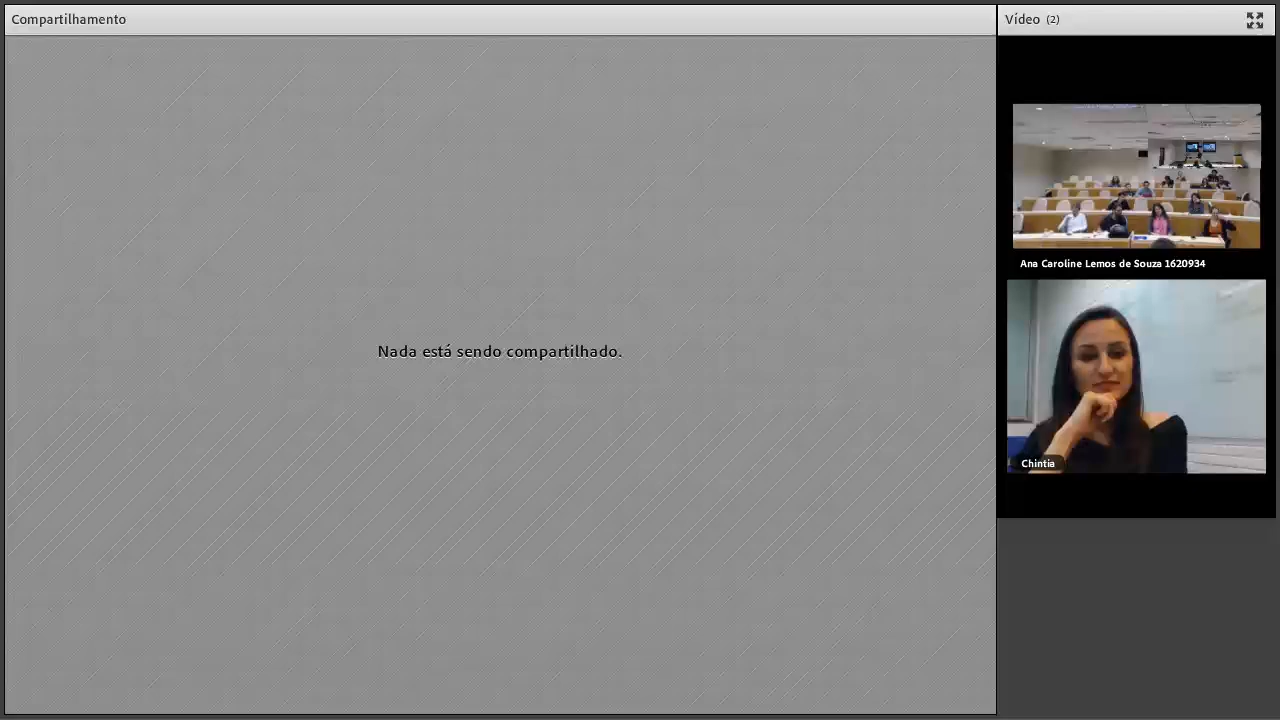 Compartilhamento
Vídeo (2)
Nada está sendo compartilhado.
Ana Caroline Lemos de Souza 1620934
Chintia